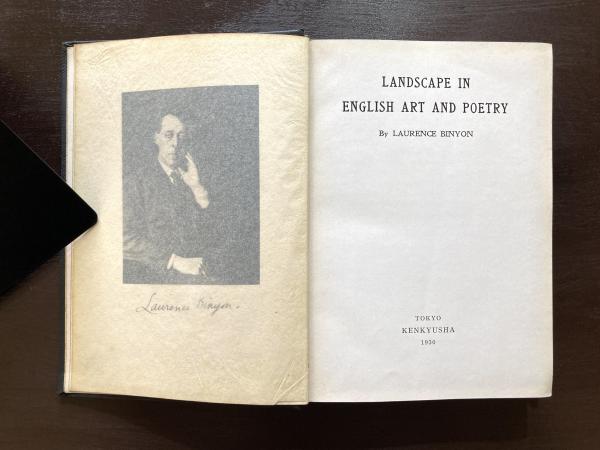 Laurence Binyon.
LANDSCAPE IN
ENGLISH ART AND POETRY
By LAURENCE BINYON
TOKYO
KENKYUSHA
1930